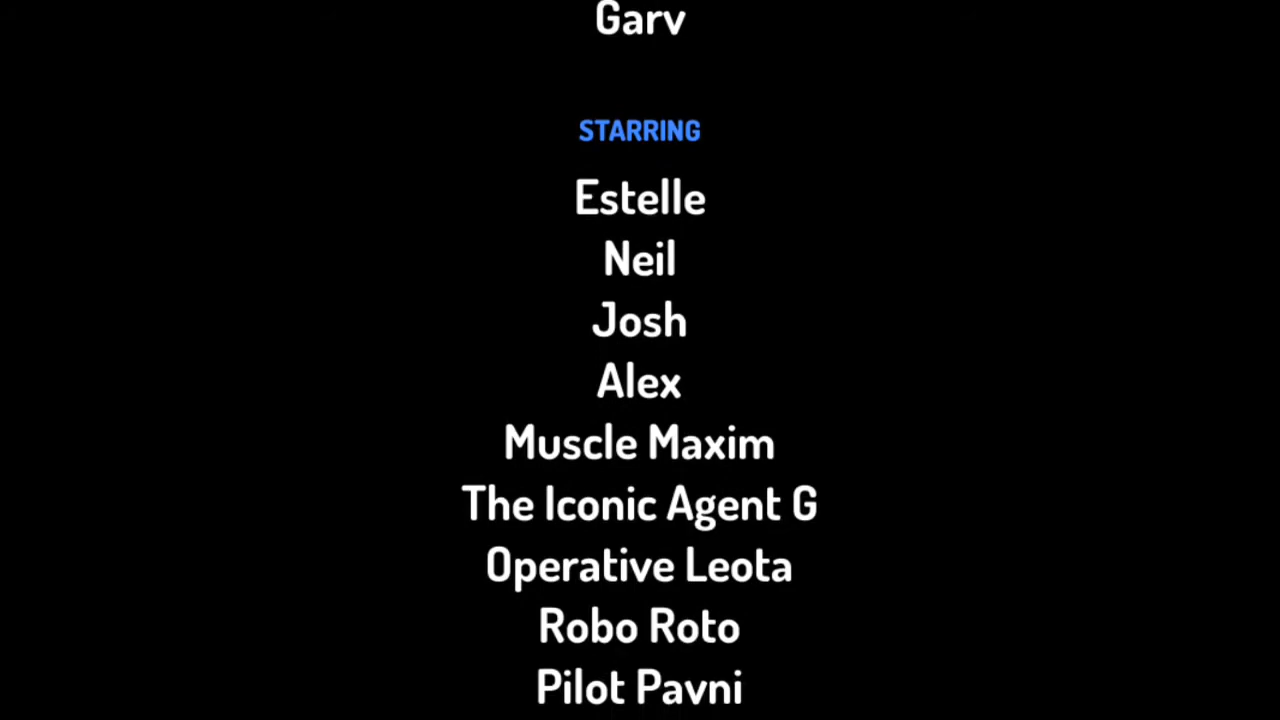 Garv
STARRING
Estelle
Neil
Josh
Alex
Muscle Maxim
The Iconic Agent G
Operative Leota
Robo Roto
Pilot Pavni